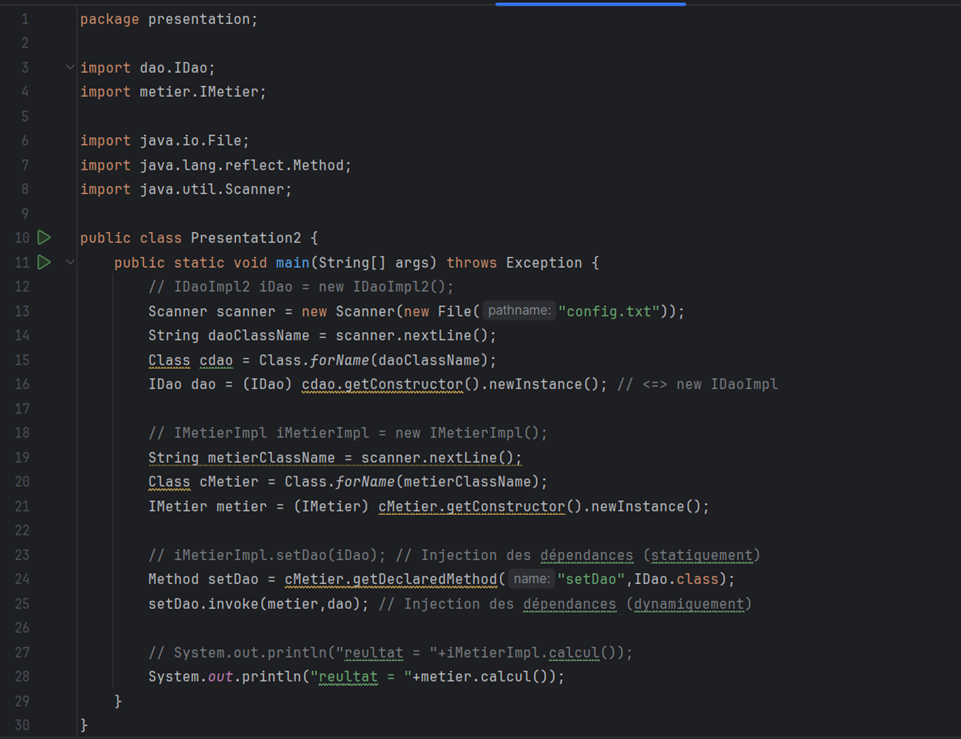 1 package presentation;
2
3 import dao.IDao;
4 import metier.IMetier;
5
6 import java.io.File;
7 import java.lang.reflect.Method;
8 import java.util.Scanner;
9
10 public class Presentation2 {
11 public static void main(String[] args) throws Exception {
12 // IDaoImpl2 iDao = new IDaoImpl2();
13 Scanner scanner = new Scanner(new File( pathname: "config.txt"));
14 String daoClassName = scanner.nextLine();
15 Class cdao = Class.forName(daoClassName);
16 IDao dao = (IDao) cdao.getConstructor().newInstance(); // <=> new IDaoImpl
17
18 // IMetierImpl iMetierImpl = new IMetierImpl();
19 String metierClassName = scanner.nextLine();
20 Class cMetier = Class.forName(metierClassName);
21 IMetier metier = (IMetier) cMetier.getConstructor().newInstance();
22
23 // iMetierImpl.setDao(iDao); // Injection des dépendances (statiquement)
24 Method setDao = cMetier.getDeclaredMethod( name: "setDao",IDao.class);
25 setDao.invoke(metier,dao); // Injection des dépendances (dynamiquement)
26
27 // System.out.println("reultat = "+iMetierImpl.calcul());
28 System.out.println("reultat = "+metier.calcul());
29 }
30 }